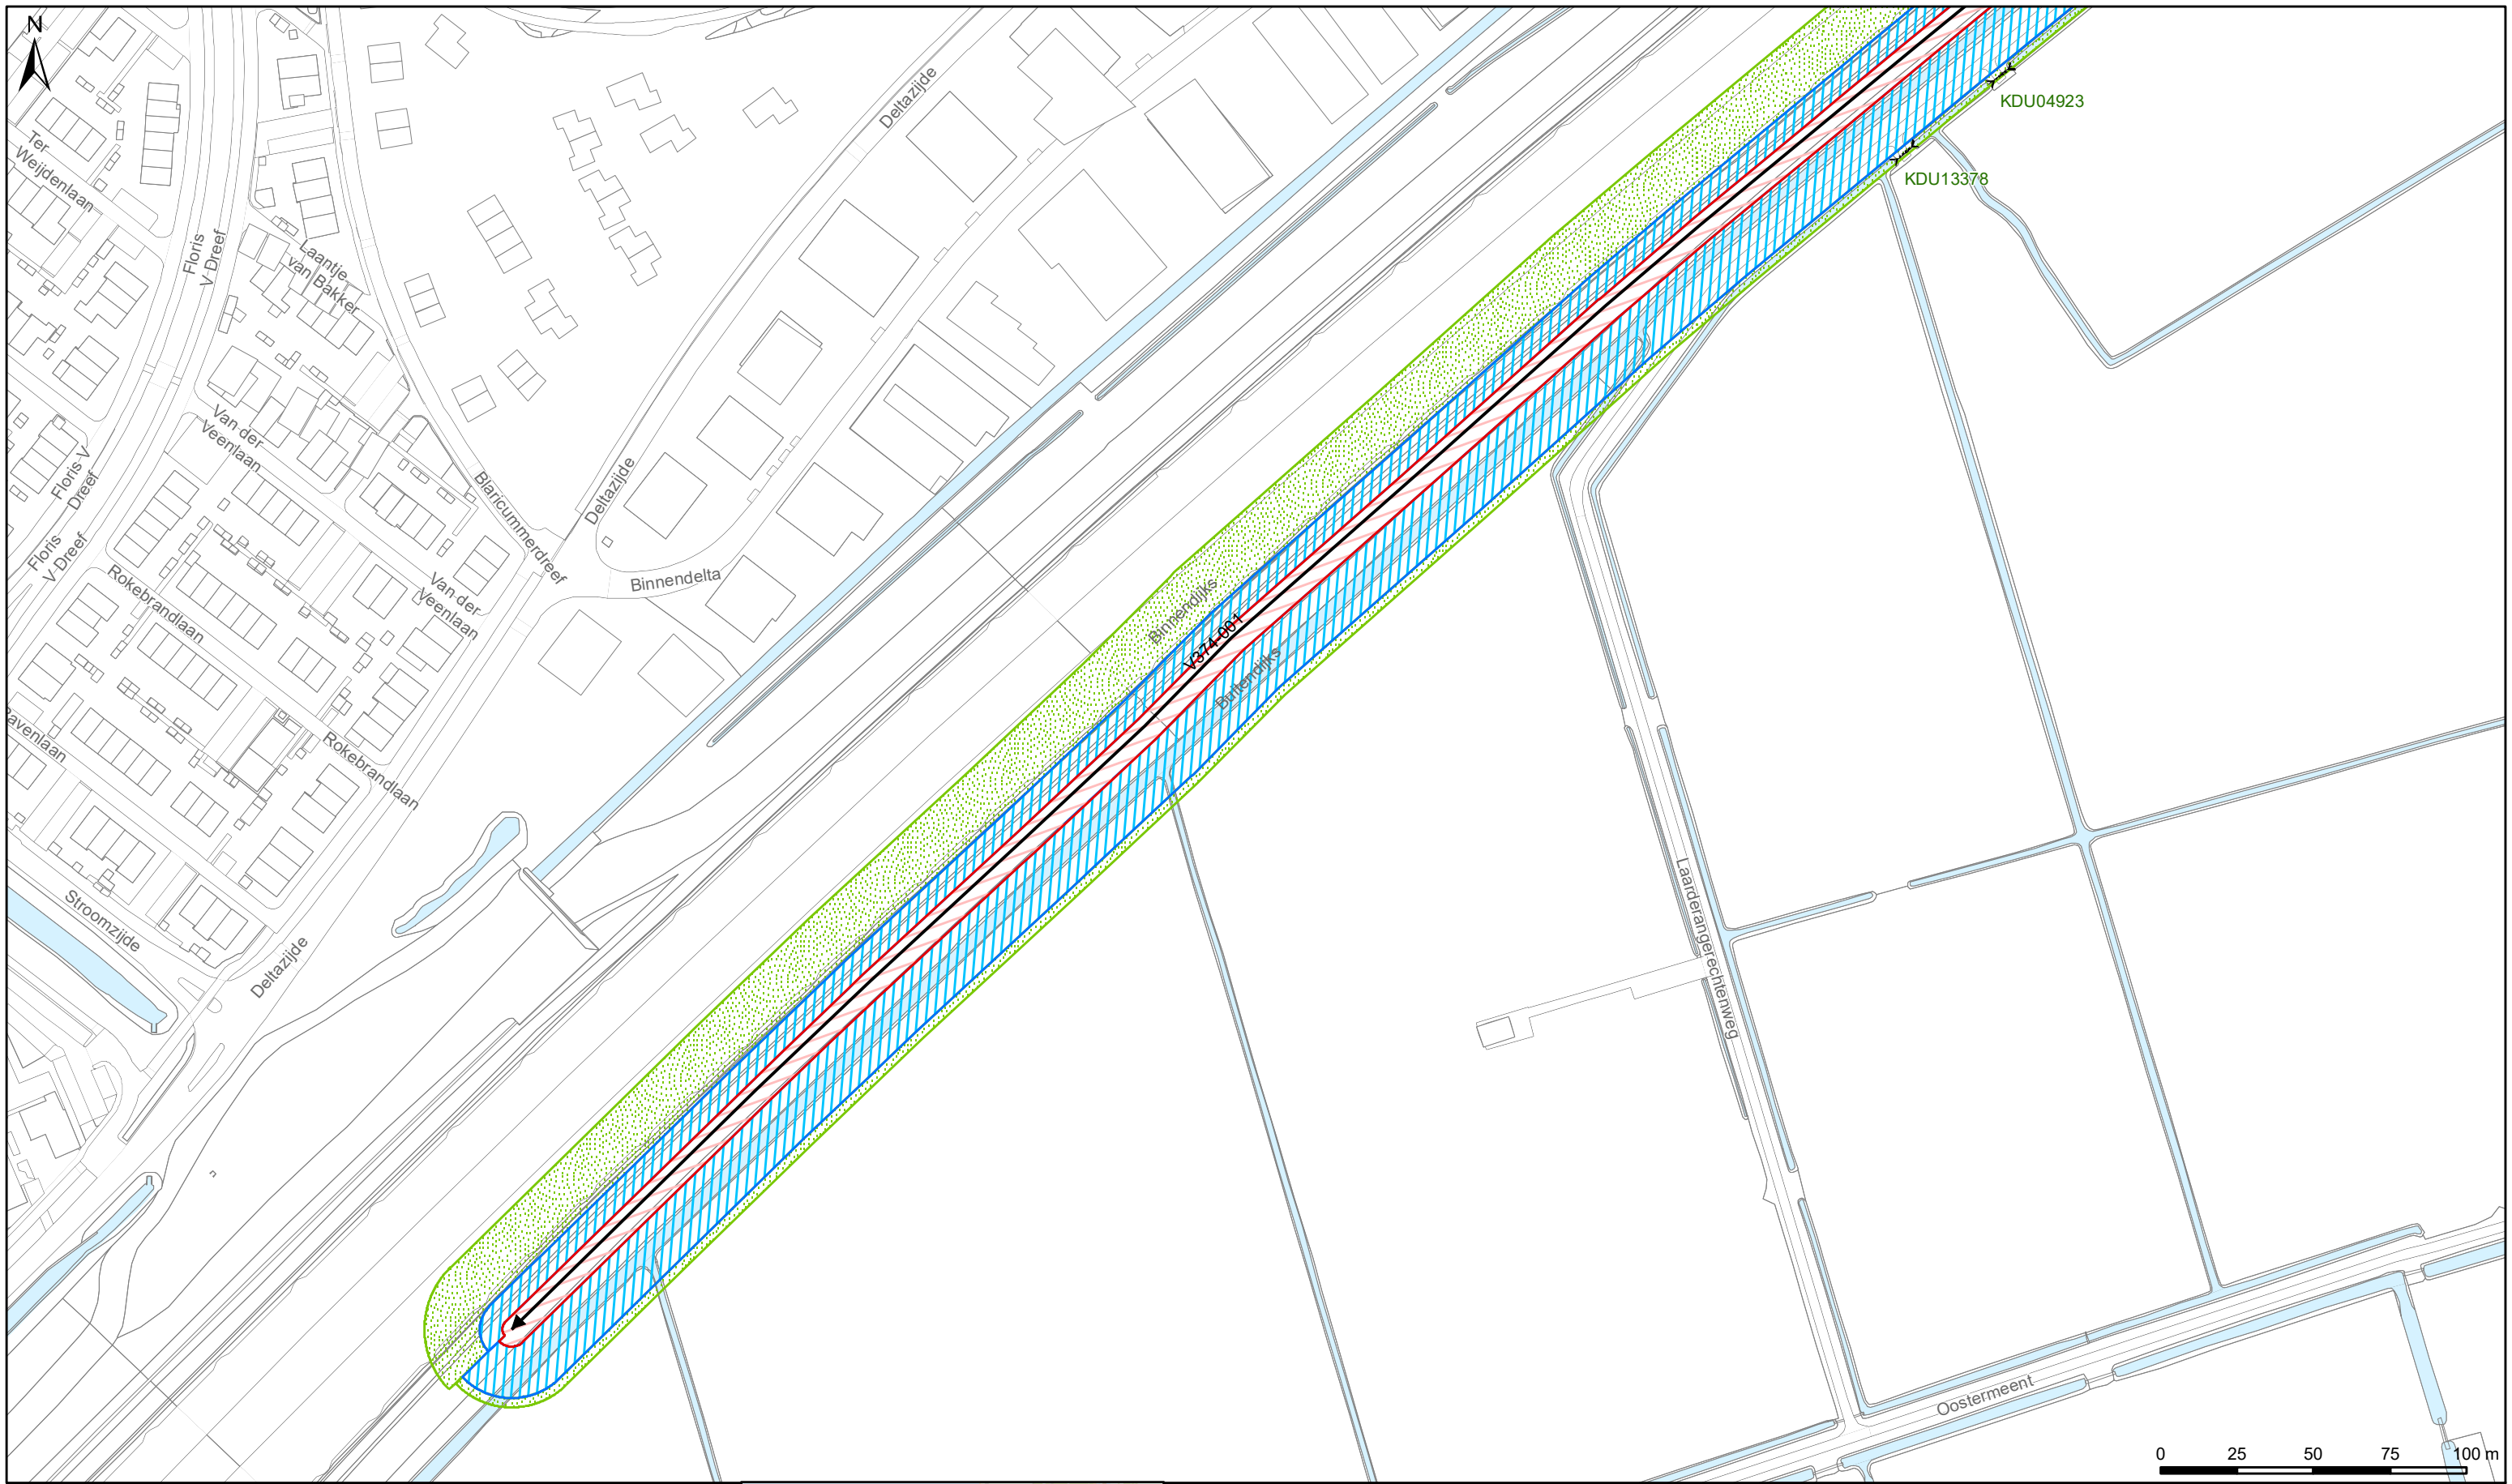 N
Deltazijde
KDU04923
Ter
Weijdenlaan
KDU13378
Floris
V Dreef
Laantje
van Bakker
Van der
Veenlaan
Floris V
Dreef
Blaricummerdreef
Deltazijde
Floris
V Dreef
Rokebrandlaan
Van der
Veenlaan
Binnendelta
Binnendijks
V374-001
Buitendijks
avenlaan
Rokebrandlaan
Stroomzijde
Deltazijde
Laarderangerechtenweg
Oostermeent
0 25 50 75 100 m